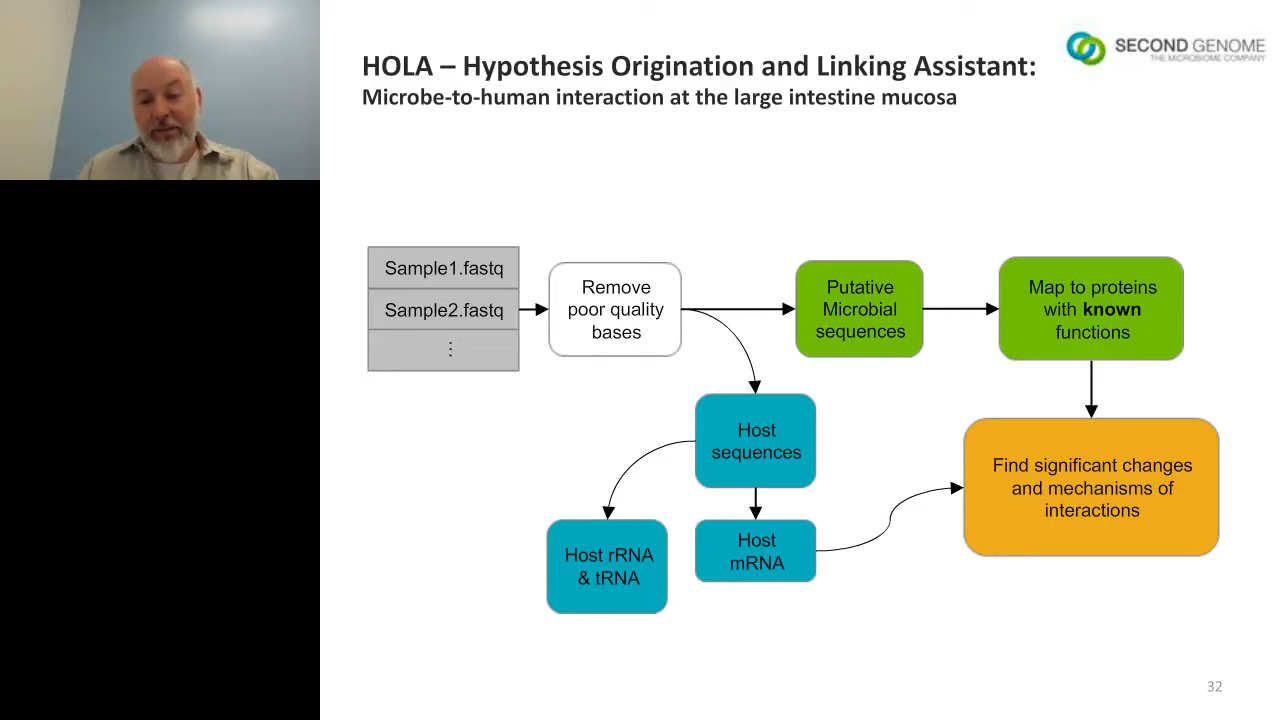 HOLA – Hypothesis Origination and Linking Assistant:
Microbe-to-human interaction at the large intestine mucosa
SECOND GENOME
THE MICROBIOME COMPANY
Sample1.fastq
Sample2.fastq
⋮
Remove
poor quality
bases
Putative
Microbial
sequences
Map to proteins
with known
functions
Host
sequences
Host rRNA
& tRNA
Host
mRNA
Find significant changes
and mechanisms of
interactions
32